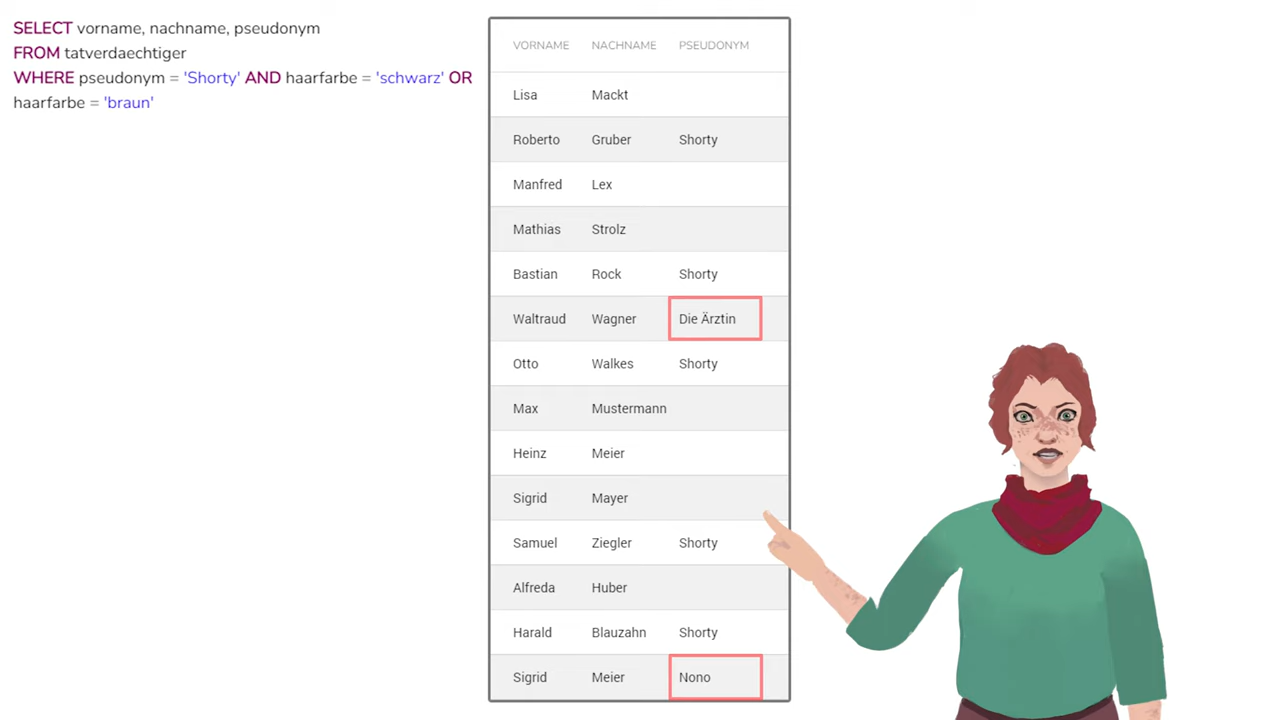 SELECT vorname, nachname, pseudonym
FROM tatverdaechtiger
WHERE pseudonym = 'Shorty' AND haarfarbe = 'schwarz' OR
haarfarbe = 'braun'
VORNAME NACHNAME PSEUDONYM
Lisa Mackt
Roberto Gruber Shorty
Manfred Lex
Mathias Strolz
Bastian Rock Shorty
Waltraud Wagner Die Ärztin
Otto Walkes Shorty
Max Mustermann
Heinz Meier
Sigrid Mayer
Samuel Ziegler Shorty
Alfreda Huber
Harald Blauzahn Shorty
Sigrid Meier Nono